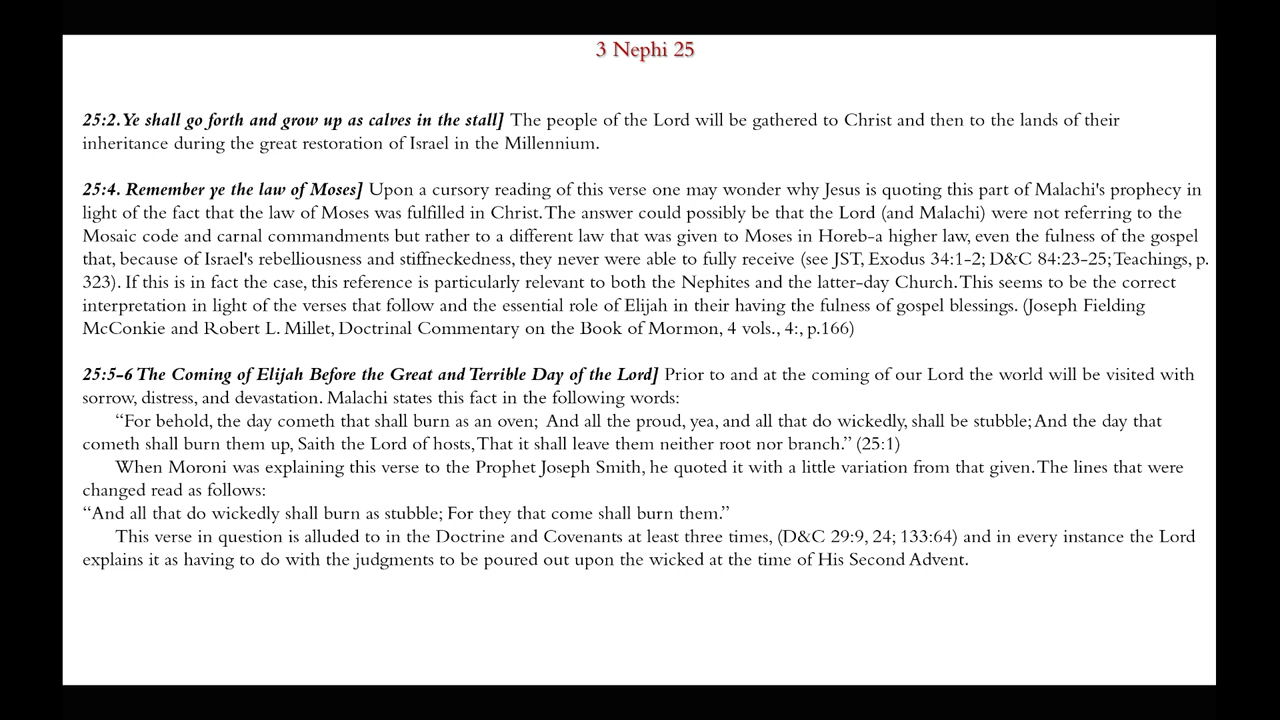 3 Nephi 25
25:2. Ye shall go forth and grow up as calves in the stall] The people of the Lord will be gathered to Christ and then to the lands of their
inheritance during the great restoration of Israel in the Millennium.
25:4. Remember ye the law of Moses] Upon a cursory reading of this verse one may wonder why Jesus is quoting this part of Malachi's prophecy in
light of the fact that the law of Moses was fulfilled in Christ. The answer could possibly be that the Lord (and Malachi) were not referring to the
Mosaic code and carnal commandments but rather to a different law that was given to Moses in Horeb-a higher law, even the fulness of the gospel
that, because of Israel's rebelliousness and stiffneckedness, they never were able to fully receive (see JST, Exodus 34:1-2; D&C 84:23-25; Teachings, p.
323). If this is in fact the case, this reference is particularly relevant to both the Nephites and the latter-day Church. This seems to be the correct
interpretation in light of the verses that follow and the essential role of Elijah in their having the fulness of gospel blessings. (Joseph Fielding
McConkie and Robert L. Millet, Doctrinal Commentary on the Book of Mormon, 4 vols., 4:, p.166)
25:5-6 The Coming of Elijah Before the Great and Terrible Day of the Lord] Prior to and at the coming of our Lord the world will be visited with
sorrow, distress, and devastation. Malachi states this fact in the following words:
“For behold, the day cometh that shall burn as an oven; And all the proud, yea, and all that do wickedly, shall be stubble; And the day that
cometh shall burn them up, Saith the Lord of hosts, That it shall leave them neither root nor branch.” (25:1)
When Moroni was explaining this verse to the Prophet Joseph Smith, he quoted it with a little variation from that given. The lines that were
changed read as follows:
“And all that do wickedly shall burn as stubble; For they that come shall burn them.”
This verse in question is alluded to in the Doctrine and Covenants at least three times, (D&C 29:9, 24; 133:64) and in every instance the Lord
explains it as having to do with the judgments to be poured out upon the wicked at the time of His Second Advent.